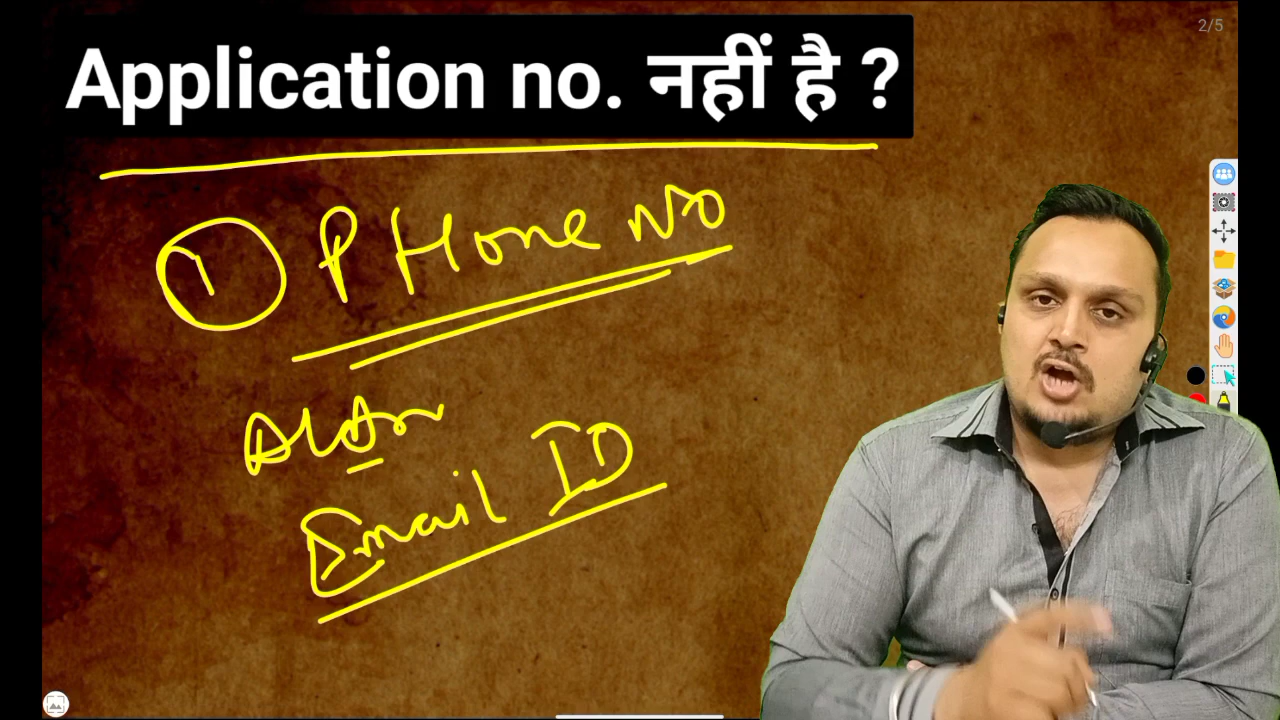 2/5
Application no. नहीं है ?
1 PHone No
Email ID